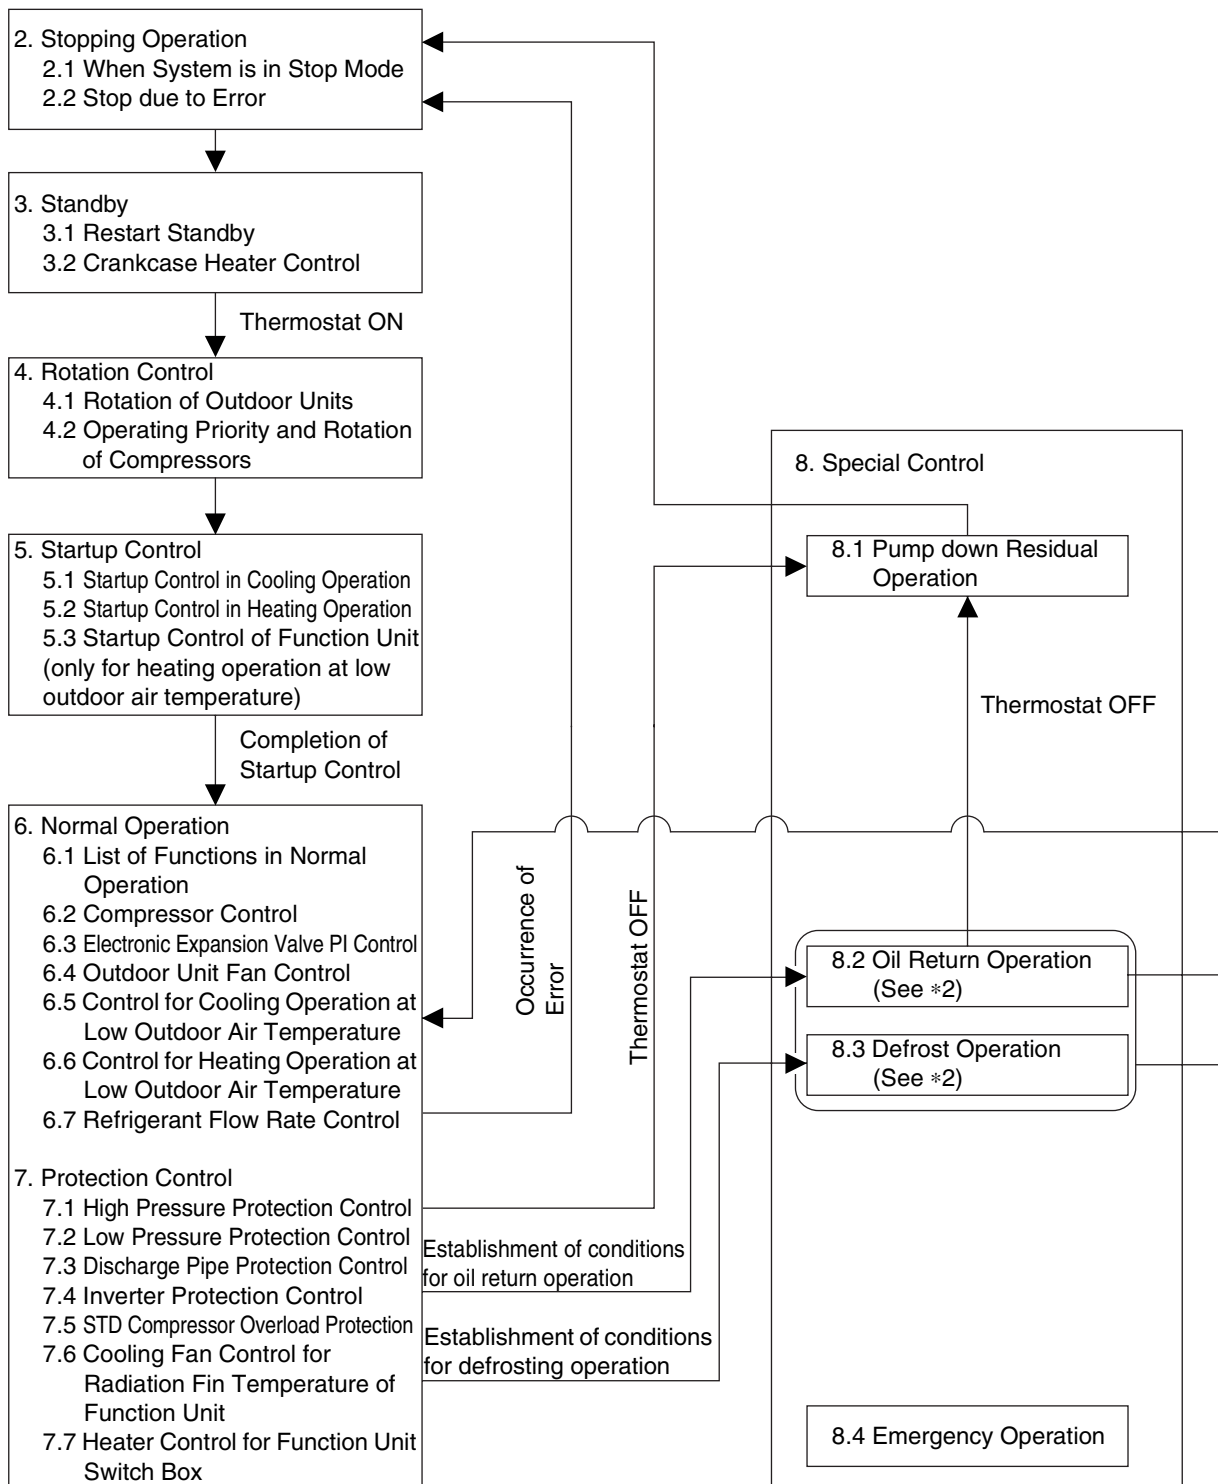 2. Stopping Operation
2.1 When System is in Stop Mode
2.2 Stop due to Error
3. Standby
3.1 Restart Standby
3.2 Crankcase Heater Control
Thermostat ON
4. Rotation Control
4.1 Rotation of Outdoor Units
4.2 Operating Priority and Rotation
of Compressors
5. Startup Control
5.1 Startup Control in Cooling Operation
5.2 Startup Control in Heating Operation
5.3 Startup Control of Function Unit
(only for heating operation at low
outdoor air temperature)
Completion of
Startup Control
6. Normal Operation
6.1 List of Functions in Normal
Operation
6.2 Compressor Control
6.3 Electronic Expansion Valve PI Control
6.4 Outdoor Unit Fan Control
6.5 Control for Cooling Operation at
Low Outdoor Air Temperature
6.6 Control for Heating Operation at
Low Outdoor Air Temperature
6.7 Refrigerant Flow Rate Control
7. Protection Control
7.1 High Pressure Protection Control
7.2 Low Pressure Protection Control
7.3 Discharge Pipe Protection Control
7.4 Inverter Protection Control
7.5 STD Compressor Overload Protection
7.6 Cooling Fan Control for
Radiation Fin Temperature of
Function Unit
7.7 Heater Control for Function Unit
Switch Box
Occurrence of
Error
Thermostat OFF
Establishment of conditions
for oil return operation
Establishment of conditions
for defrosting operation
8. Special Control
8.1 Pump down Residual
Operation
Thermostat OFF
8.2 Oil Return Operation
(See *2)
8.3 Defrost Operation
(See *2)
8.4 Emergency Operation